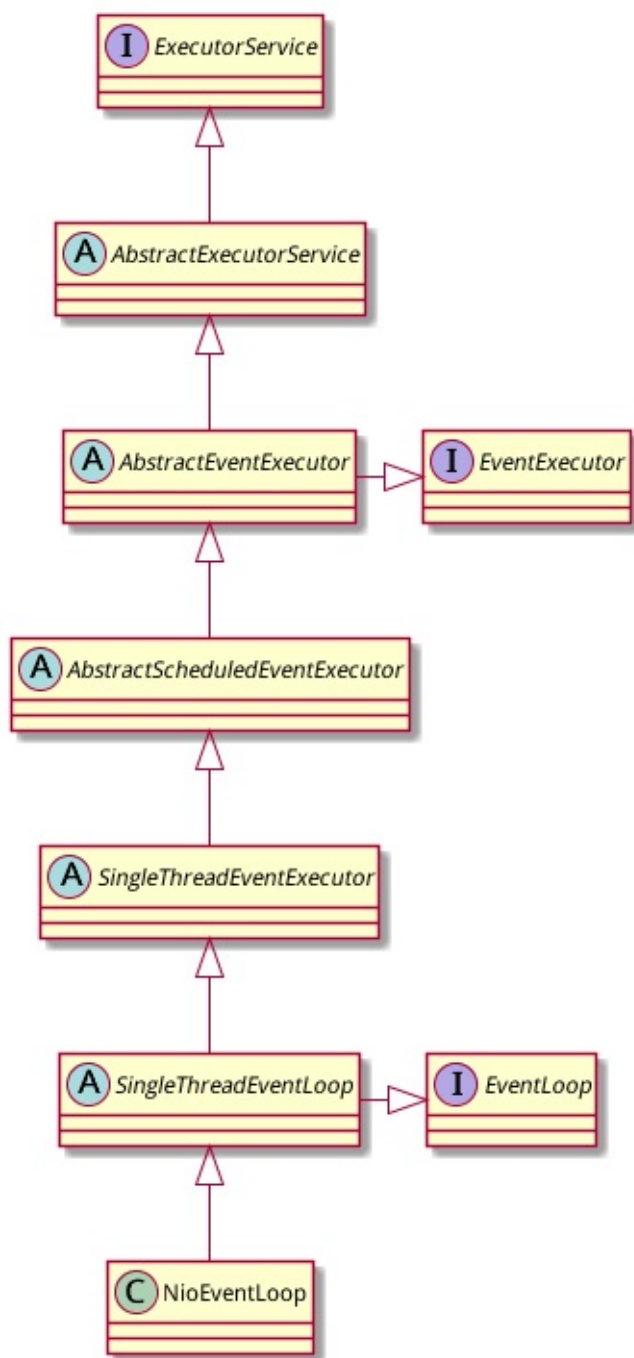 I ExecutorService
A AbstractExecutorService
A AbstractEventExecutor
I EventExecutor
A AbstractScheduledEventExecutor
A SingleThreadEventExecutor
A SingleThreadEventLoop
I EventLoop
C NioEventLoop